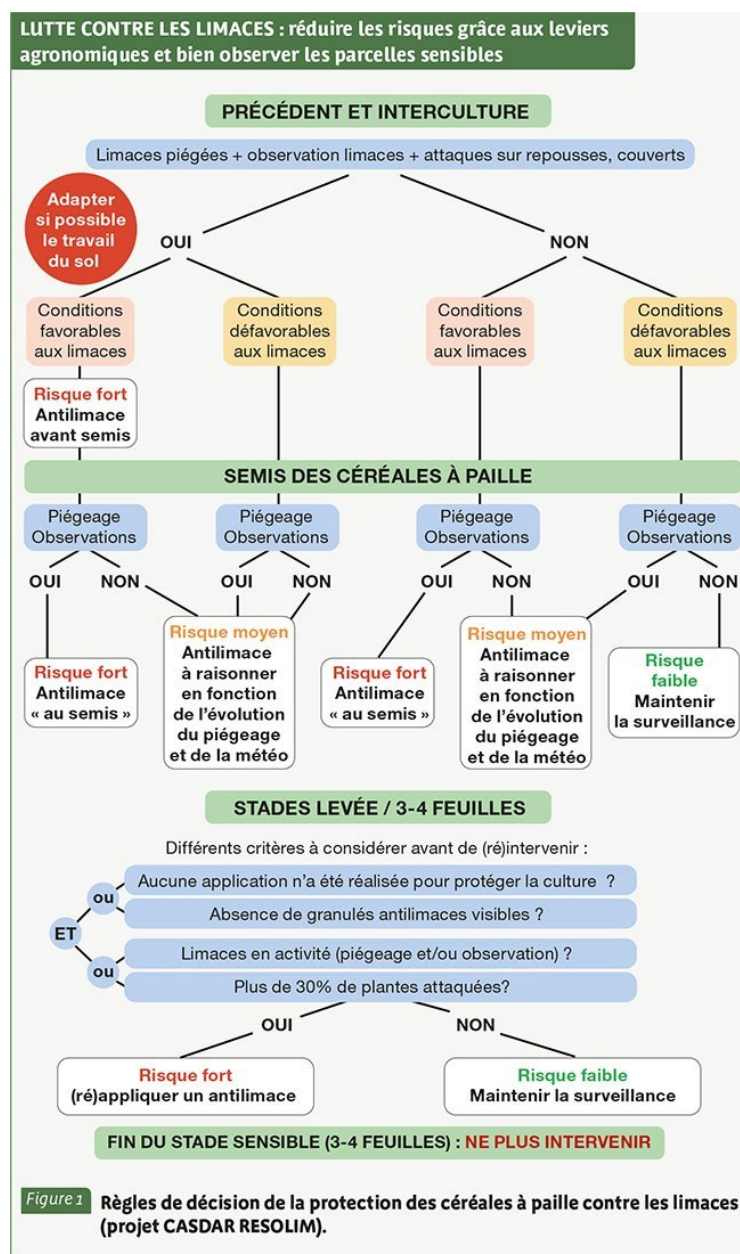 LUTTE CONTRE LES LIMACES : réduire les risques grâce aux leviers
agronomiques et bien observer les parcelles sensibles
PRÉCÉDENT ET INTERCULTURE
Limaces piégées + observation limaces + attaques sur repousses, couverts
Adapter
si possible
le travail
du sol
OUI
NON
Conditions
favorables
aux limaces
Conditions
défavorables
aux limaces
Conditions
favorables
aux limaces
Conditions
défavorables
aux limaces
Risque fort
Antilimace
avant semis
SEMIS DES CÉRÉALES À PAILLE
Piégeage
Observations
Piégeage
Observations
Piégeage
Observations
Piégeage
Observations
OUI
NON
OUI
NON
OUI
NON
OUI
NON
Risque fort
Antilimace
« au semis »
Risque moyen
Antilimace
à raisonner
en fonction
de l'évolution
du piégeage
et de la météo
Risque fort
Antilimace
« au semis »
Risque moyen
Antilimace
à raisonner
en fonction
de l'évolution
du piégeage
et de la météo
Risque
faible
Maintenir
la surveillance
STADES LEVÉE / 3-4 FEUILLES
Différents critères à considérer avant de (ré)intervenir :
Aucune application n'a été réalisée pour protéger la culture ?
ou
Absence de granulés antilimaces visibles ?
ET
Limaces en activité (piégeage et/ou observation) ?
ou
Plus de 30% de plantes attaquées?
OUI
NON
Risque fort
(ré)appliquer un antilimace
Risque faible
Maintenir la surveillance
FIN DU STADE SENSIBLE (3-4 FEUILLES) : NE PLUS INTERVENIR
Figure 1 Règles de décision de la protection des céréales à paille contre les limaces
(projet CASDAR RESOLIM).